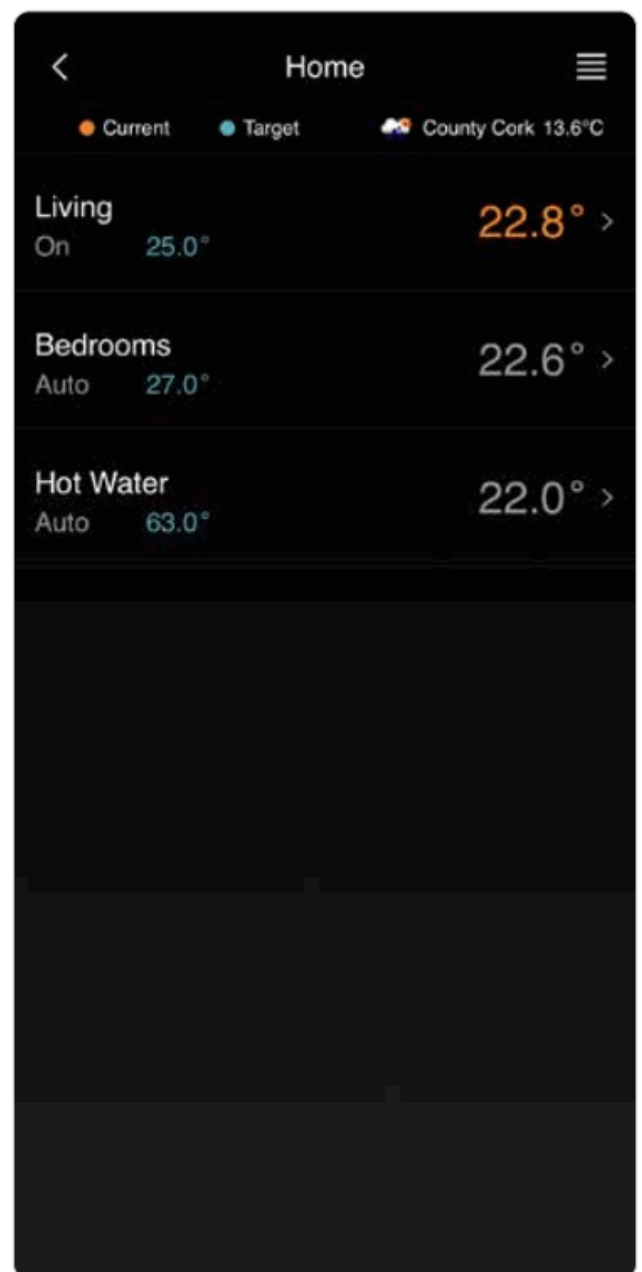 Home
Current Target County Cork 13.6°C
Living 22.8°
On 25.0°
Bedrooms 22.6°
Auto 27.0°
Hot Water 22.0°
Auto 63.0°